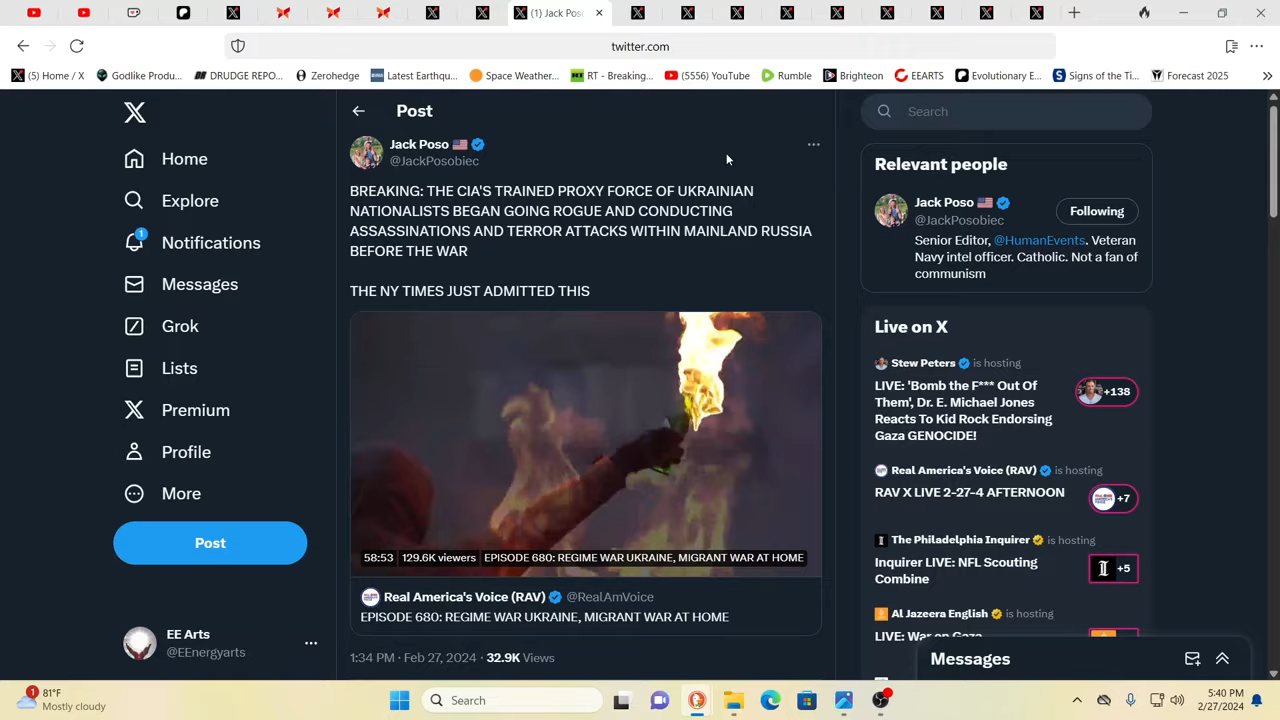 (1) Jack Pos
twitter.com
(5) Home / X
Godlike Produ...
DRUDGE REPO...
Zerohedge
Latest Earthqu...
Space Weather...
RT - Breaking...
(5556) YouTube
Rumble
Brighteon
EEARTS
Evolutionary E...
Signs of the Ti...
Forecast 2025
Home
Explore
1
Notifications
Messages
Grok
Lists
Premium
Profile
More
Post
EE Arts
@EEnergyarts
Post
Jack Poso
@JackPosobiec
BREAKING: THE CIA'S TRAINED PROXY FORCE OF UKRAINIAN
NATIONALISTS BEGAN GOING ROGUE AND CONDUCTING
ASSASSINATIONS AND TERROR ATTACKS WITHIN MAINLAND RUSSIA
BEFORE THE WAR
THE NY TIMES JUST ADMITTED THIS
58:53 129.6K viewers EPISODE 680: REGIME WAR UKRAINE, MIGRANT WAR AT HOME
Real America's Voice (RAV) @RealAmVoice
EPISODE 680: REGIME WAR UKRAINE, MIGRANT WAR AT HOME
1:34 PM · Feb 27, 2024 · 32.9K Views
Search
Relevant people
Jack Poso
@JackPosobiec
Following
Senior Editor, @HumanEvents. Veteran
Navy intel officer. Catholic. Not a fan of
communism
Live on X
Stew Peters is hosting
LIVE: 'Bomb the F*** Out Of
Them', Dr. E. Michael Jones
Reacts To Kid Rock Endorsing
Gaza GENOCIDE!
+138
Real America's Voice (RAV) is hosting
RAV X LIVE 2-27-4 AFTERNOON
+7
The Philadelphia Inquirer is hosting
Inquirer LIVE: NFL Scouting
Combine
+5
Al Jazeera English is hosting
LIVE: War on Gaza
Messages
1
81°F
Mostly cloudy
Search
5:40 PM
2/27/2024